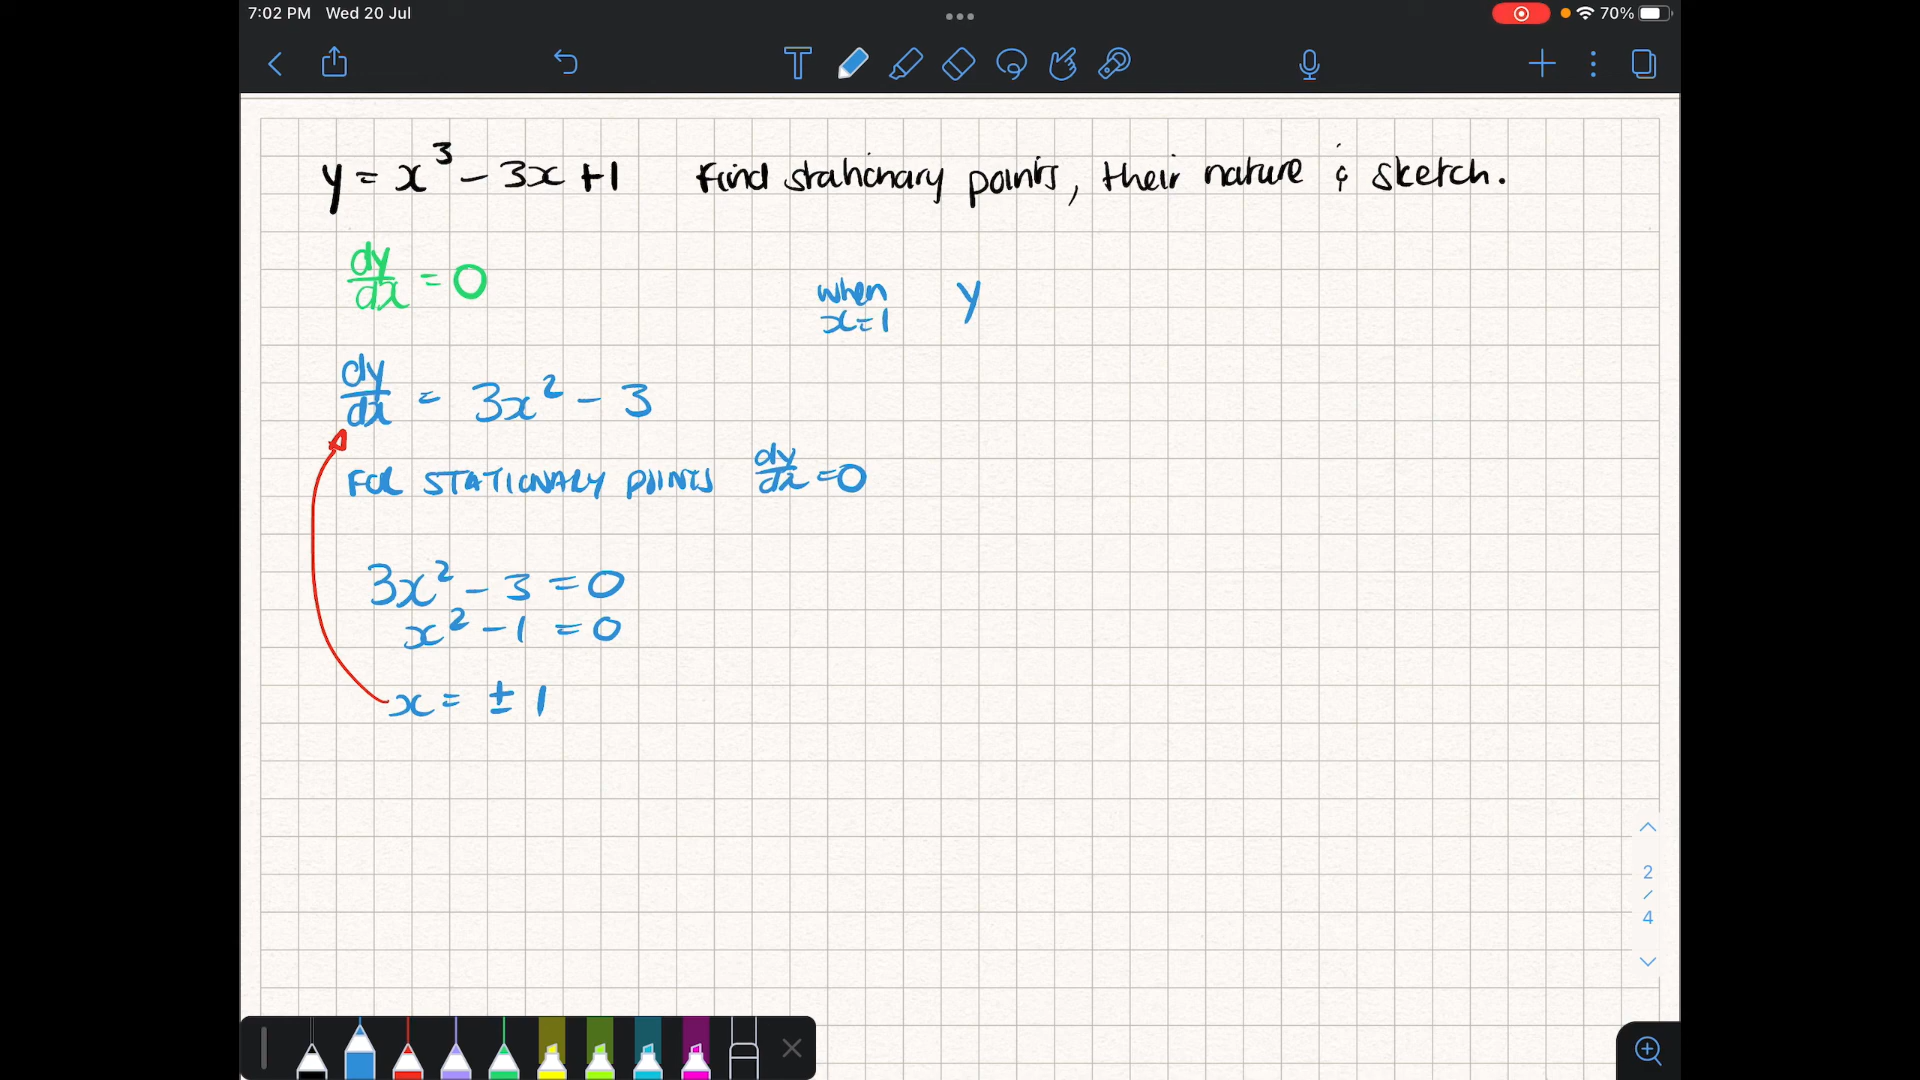 7:02 PM Wed 20 Jul
70%
y = x³ - 3x + 1 Find stationary points, their nature & sketch.
dy/dx = 0
when x=1 y
dy/dx = 3x² - 3
FOR STATIONARY POINTS dy/dx = 0
3x² - 3 = 0
x² - 1 = 0
x = ± 1
2
/
4